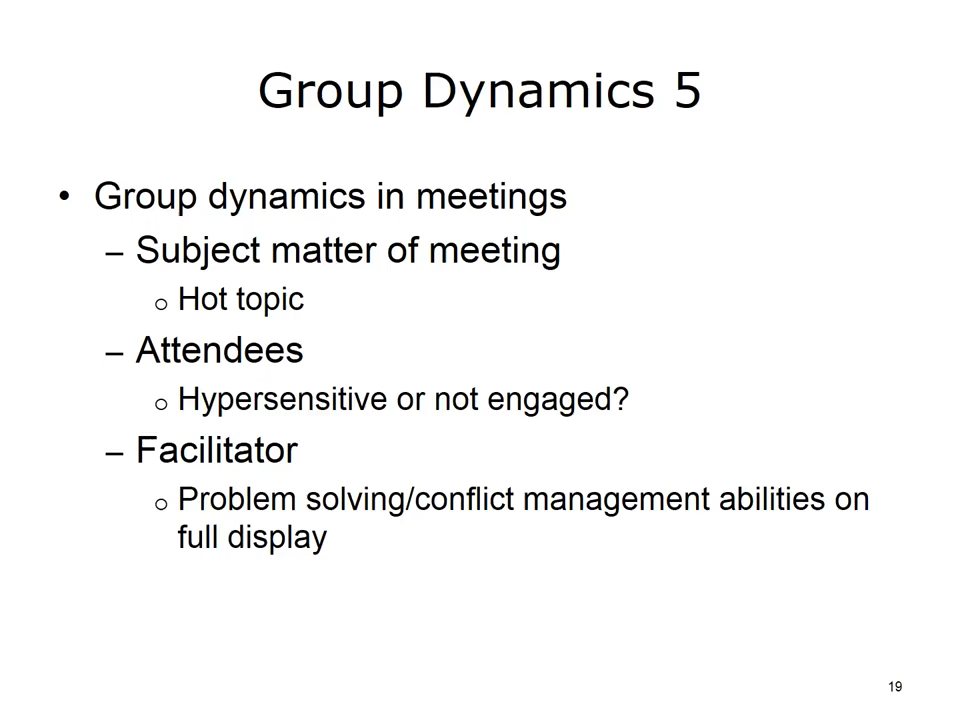 Group Dynamics 5
• Group dynamics in meetings
– Subject matter of meeting
o Hot topic
– Attendees
o Hypersensitive or not engaged?
– Facilitator
o Problem solving/conflict management abilities on
full display
19